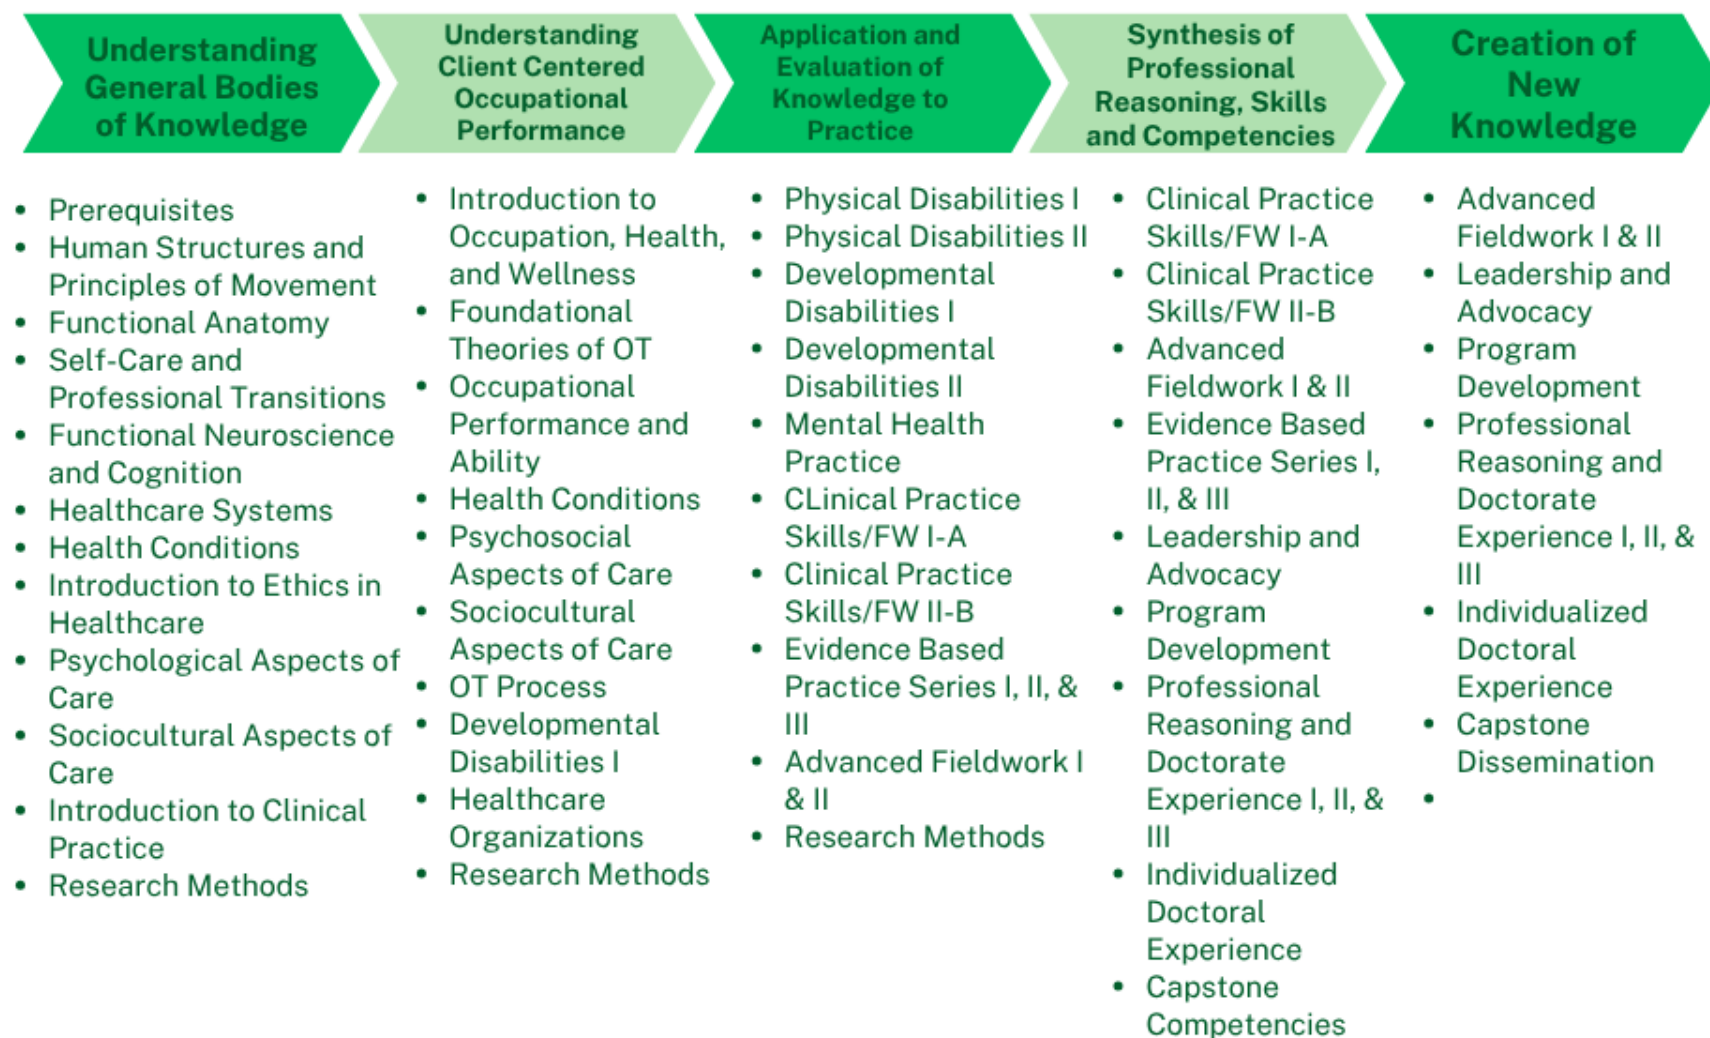 Understanding
General Bodies
of Knowledge
• Prerequisites
• Human Structures and
Principles of Movement
• Functional Anatomy
• Self-Care and
Professional Transitions
• Functional Neuroscience
and Cognition
• Healthcare Systems
• Health Conditions
• Introduction to Ethics in
Healthcare
• Psychological Aspects of
Care
• Sociocultural Aspects of
Care
• Introduction to Clinical
Practice
• Research Methods
Understanding
Client Centered
Occupational
Performance
• Introduction to
Occupation, Health,
and Wellness
• Foundational
Theories of OT
• Occupational
Performance and
Ability
• Health Conditions
• Psychosocial
Aspects of Care
• Sociocultural
Aspects of Care
• OT Process
• Developmental
Disabilities I
• Healthcare
Organizations
• Research Methods
Application and
Evaluation of
Knowledge to
Practice
• Physical Disabilities I
• Physical Disabilities II
• Developmental
Disabilities I
• Developmental
Disabilities II
• Mental Health
Practice
• CLinical Practice
Skills/FW I-A
• Clinical Practice
Skills/FW II-B
• Evidence Based
Practice Series I, II, &
III
• Advanced Fieldwork I
& II
• Research Methods
Synthesis of
Professional
Reasoning, Skills
and Competencies
• Clinical Practice
Skills/FW I-A
• Clinical Practice
Skills/FW II-B
• Advanced
Fieldwork I & II
• Evidence Based
Practice Series I,
II, & III
• Leadership and
Advocacy
• Program
Development
• Professional
Reasoning and
Doctorate
Experience I, II, &
III
• Individualized
Doctoral
Experience
• Capstone
Competencies
Creation of
New
Knowledge
• Advanced
Fieldwork I & II
• Leadership and
Advocacy
• Program
Development
• Professional
Reasoning and
Doctorate
Experience I, II, &
III
• Individualized
Doctoral
Experience
• Capstone
Dissemination
•